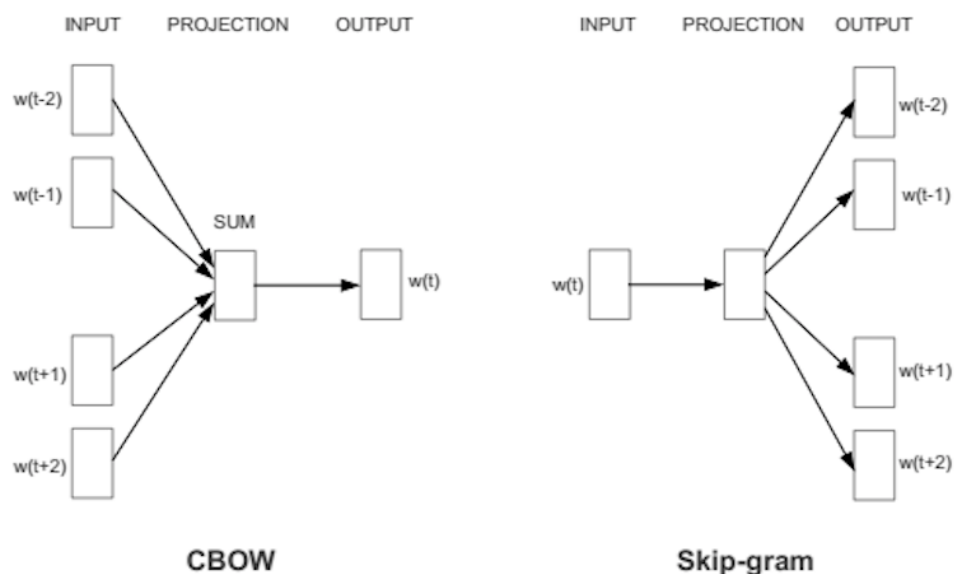 INPUT PROJECTION OUTPUT
w(t-2)
w(t-1)
SUM
w(t)
w(t+1)
w(t+2)
CBOW
INPUT PROJECTION OUTPUT
w(t-2)
w(t-1)
w(t)
w(t+1)
w(t+2)
Skip-gram